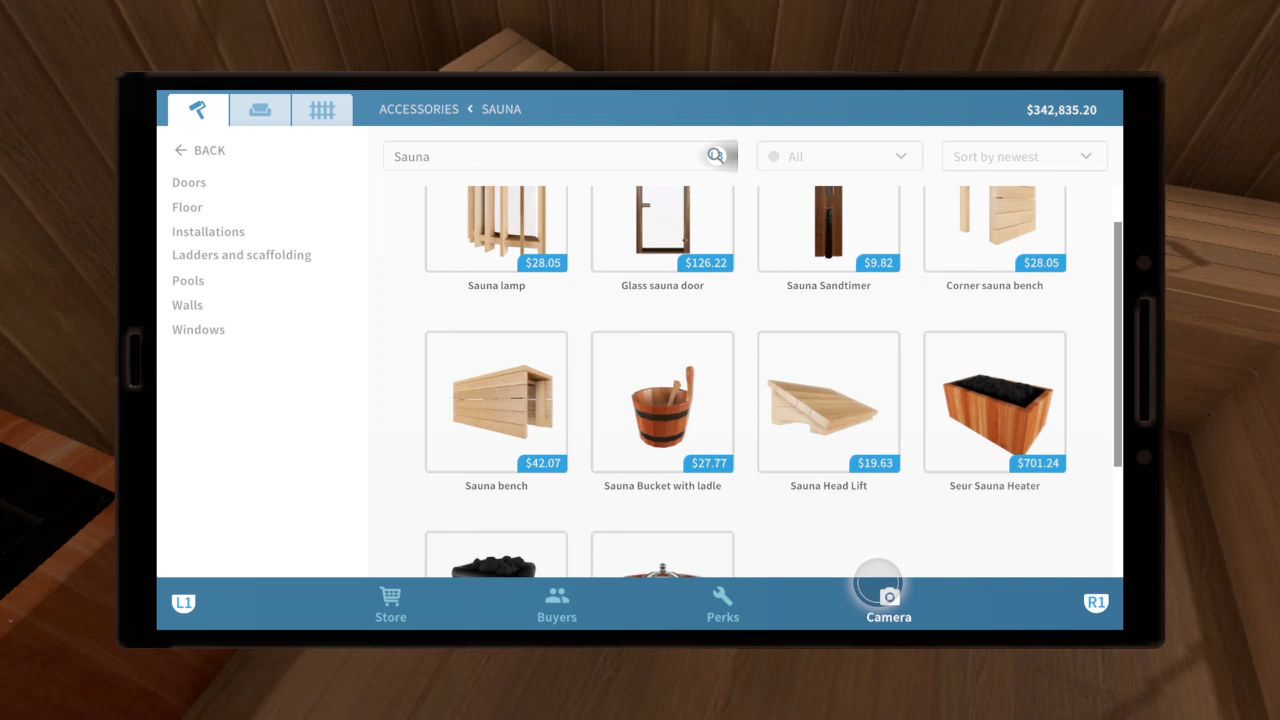 ACCESSORIES < SAUNA
$342,835.20
BACK
Sauna
All
Sort by newest
Doors
Floor
Installations
Ladders and scaffolding
Pools
Walls
Windows
$28.05
$126.22
$9.82
$28.05
Sauna lamp
Glass sauna door
Sauna Sandtimer
Corner sauna bench
$42.07
$27.77
$19.63
$701.24
Sauna bench
Sauna Bucket with ladle
Sauna Head Lift
Seur Sauna Heater
L1
Store
Buyers
Perks
Camera
R1